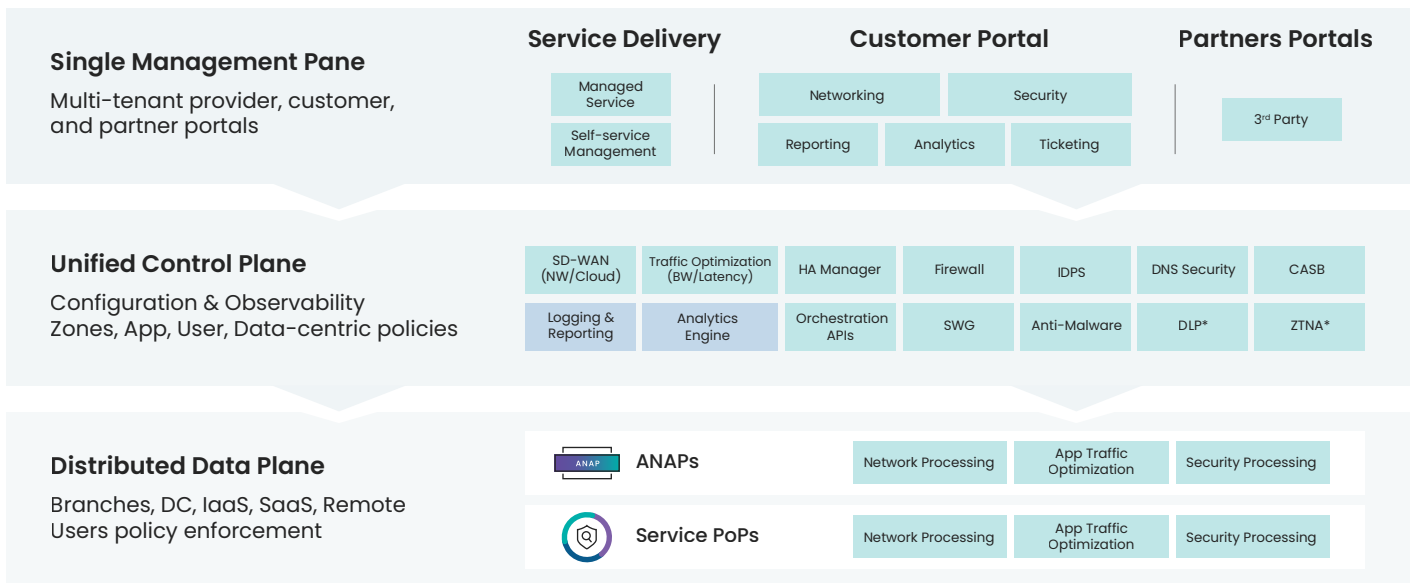 Single Management Pane
Multi-tenant provider, customer,
and partner portals
Service Delivery
Managed
Service
Self-service
Management
Customer Portal
Networking
Security
Reporting
Analytics
Ticketing
Partners Portals
3rd Party
Unified Control Plane
Configuration & Observability
Zones, App, User, Data-centric policies
SD-WAN
(NW/Cloud)
Traffic Optimization
(BW/Latency)
HA Manager
Firewall
IDPS
DNS Security
CASB
Logging &
Reporting
Analytics
Engine
Orchestration
APIs
SWG
Anti-Malware
DLP*
ZTNA*
Distributed Data Plane
Branches, DC, IaaS, SaaS, Remote
Users policy enforcement
ANAP
ANAPs
Network Processing
App Traffic
Optimization
Security Processing
Service PoPs
Network Processing
App Traffic
Optimization
Security Processing